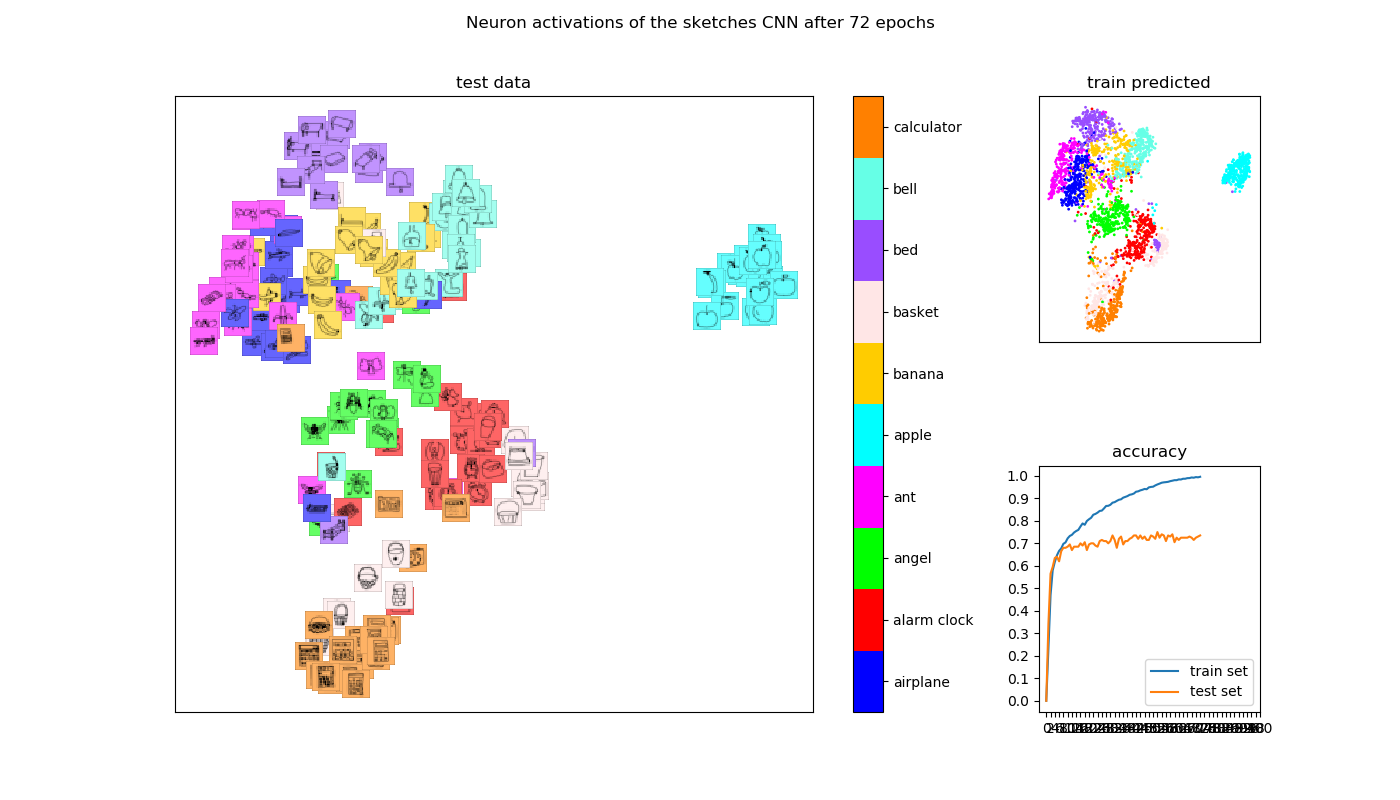 Neuron activations of the sketches CNN after 72 epochs
test data
calculator
bell
bed
basket
banana
apple
ant
angel
alarm clock
airplane
train predicted
accuracy
1.0
0.9
0.8
0.7
0.6
0.5
0.4
0.3
0.2
0.1
0.0
train set
test set